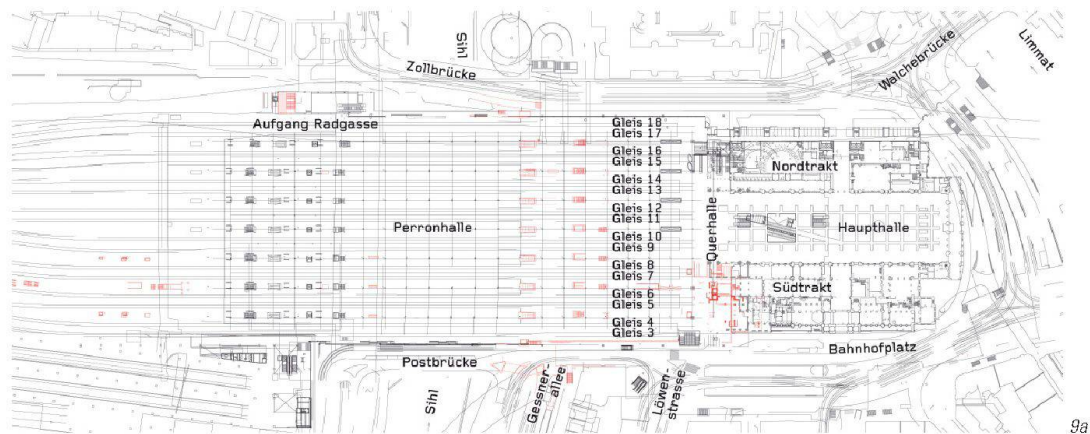 Sihl
Zollbrücke
Walchebrücke
Limmat
Aufgang Radgasse
Gleis 18
Gleis 17
Gleis 16
Gleis 15
Gleis 14
Gleis 13
Gleis 12
Gleis 11
Gleis 10
Gleis 9
Gleis 8
Gleis 7
Gleis 6
Gleis 5
Gleis 4
Gleis 3
Perronhalle
Querhalle
Nordtrakt
Haupthalle
Südtrakt
Bahnhofplatz
Postbrücke
Sihl
Gessner-
allee
Löwen-
strasse
9a